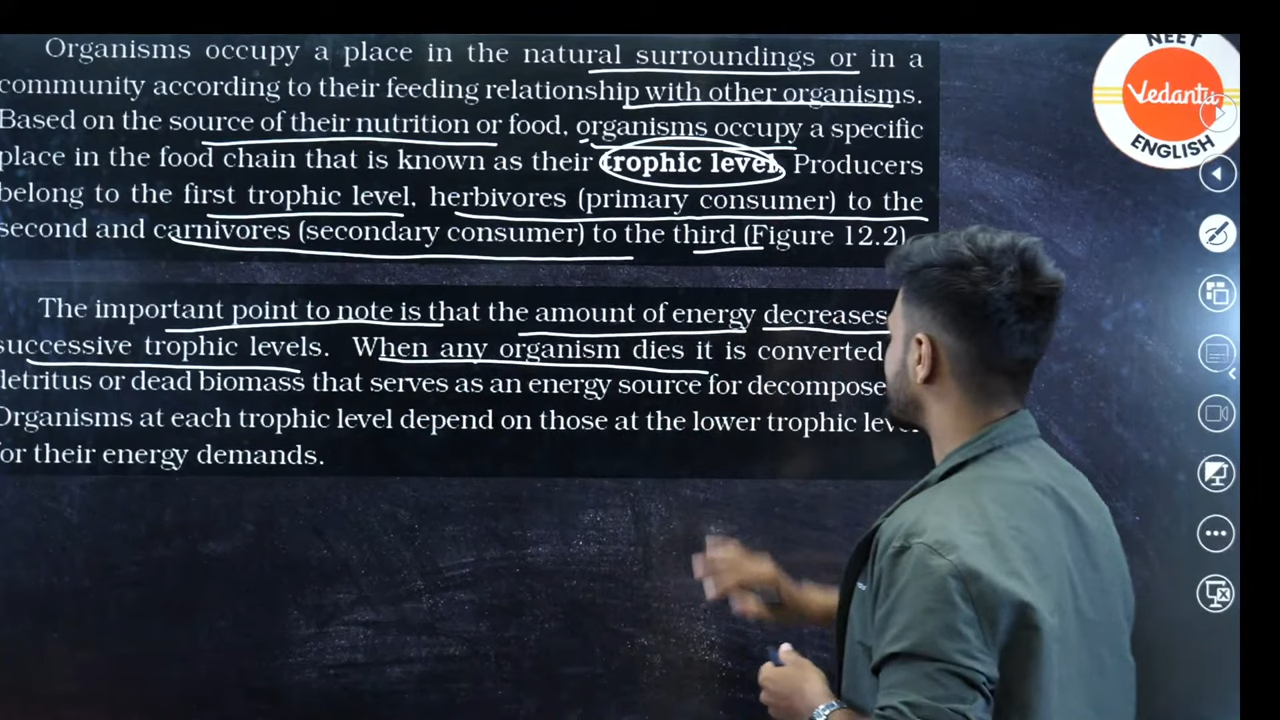 Organisms occupy a place in the natural surroundings or in a
community according to their feeding relationship with other organisms.
Based on the source of their nutrition or food, organisms occupy a specific
place in the food chain that is known as their trophic level. Producers
belong to the first trophic level, herbivores (primary consumer) to the
second and carnivores (secondary consumer) to the third (Figure 12.2)
The important point to note is that the amount of energy decreases
successive trophic levels. When any organism dies it is converted
detritus or dead biomass that serves as an energy source for decompose
Organisms at each trophic level depend on those at the lower trophic level
for their energy demands.
NEET
Vedantu
ENGLISH